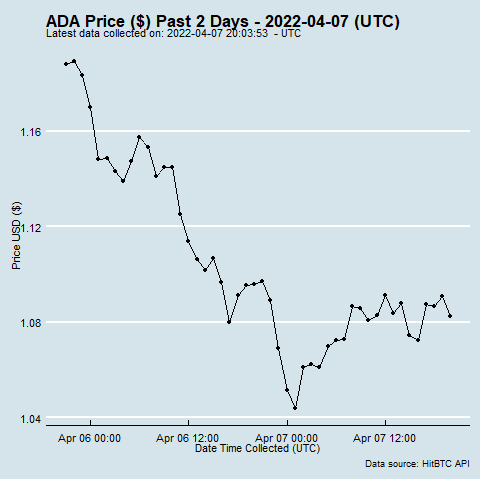 ADA Price ($) Past 2 Days - 2022-04-07 (UTC)
Latest data collected on: 2022-04-07 20:03:53 - UTC
1.16
1.12
1.08
1.04
Price USD ($)
Apr 06 00:00
Apr 06 12:00
Apr 07 00:00
Apr 07 12:00
Date Time Collected (UTC)
Data source: HitBTC API